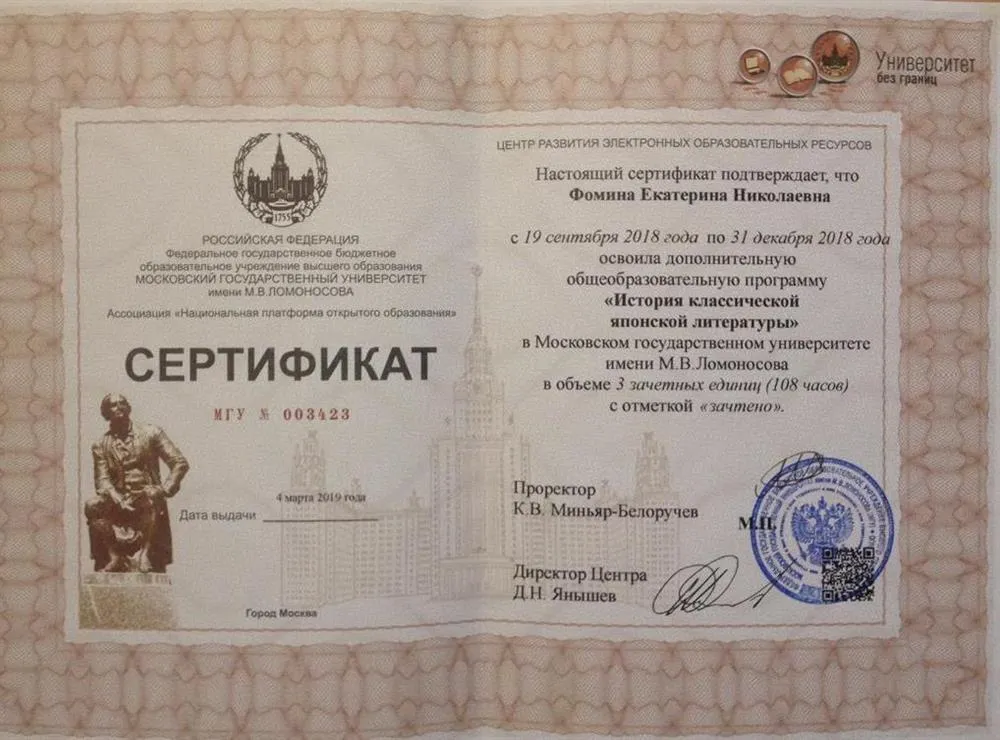 Университет
без границ
1755
РОССИЙСКАЯ ФЕДЕРАЦИЯ
Федеральное государственное бюджетное
образовательное учреждение высшего образования
МОСКОВСКИЙ ГОСУДАРСТВЕННЫЙ УНИВЕРСИТЕТ
имени М.В.ЛОМОНОСОВА
Ассоциация «Национальная платформа открытого образования»
СЕРТИФИКАТ
МГУ № 003423
4 марта 2019 года
Дата выдачи
Город Москва
ЦЕНТР РАЗВИТИЯ ЭЛЕКТРОННЫХ ОБРАЗОВАТЕЛЬНЫХ РЕСУРСОВ
Настоящий сертификат подтверждает, что
Фомина Екатерина Николаевна
с 19 сентября 2018 года по 31 декабря 2018 года
освоила дополнительную
общеобразовательную программу
«История классической
японской литературы»
в Московском государственном университете
имени М.В.Ломоносова
в объеме 3 зачетных единиц (108 часов)
с отметкой «зачтено».
Проректор
К.В. Миньяр-Белоручев
М.П.
Директор Центра
Д.Н. Янышев